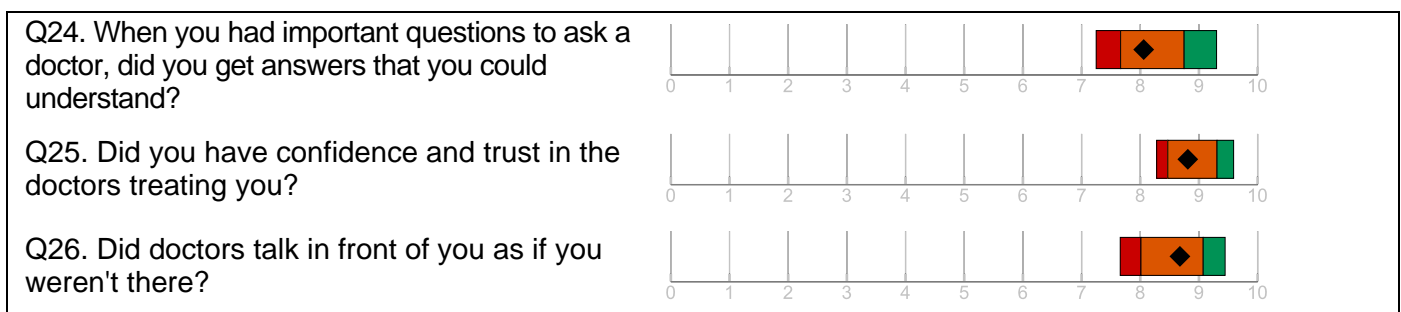 Q24. When you had important questions to ask a
doctor, did you get answers that you could
understand?
0 1 2 3 4 5 6 7 8 9 10
Q25. Did you have confidence and trust in the
doctors treating you?
0 1 2 3 4 5 6 7 8 9 10
Q26. Did doctors talk in front of you as if you
weren't there?
0 1 2 3 4 5 6 7 8 9 10